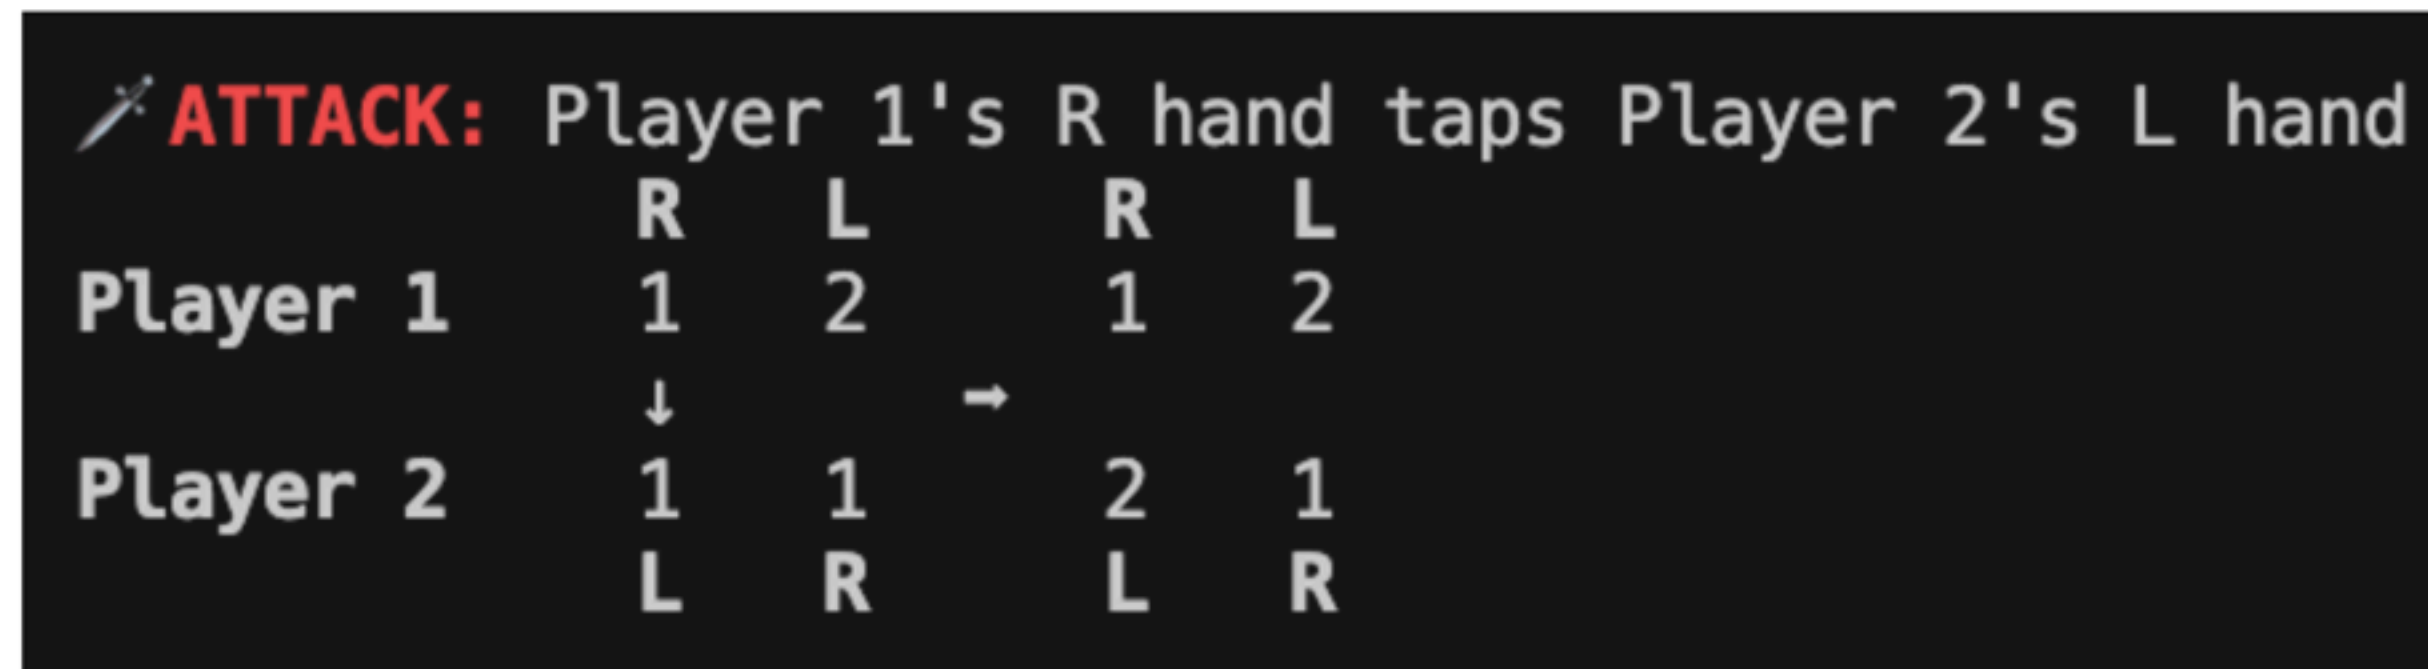 🗡ATTACK: Player 1's R hand taps Player 2's L hand
R L R L
Player 1 1 2 1 2
↓ ➡
Player 2 1 1 2 1
L R L R